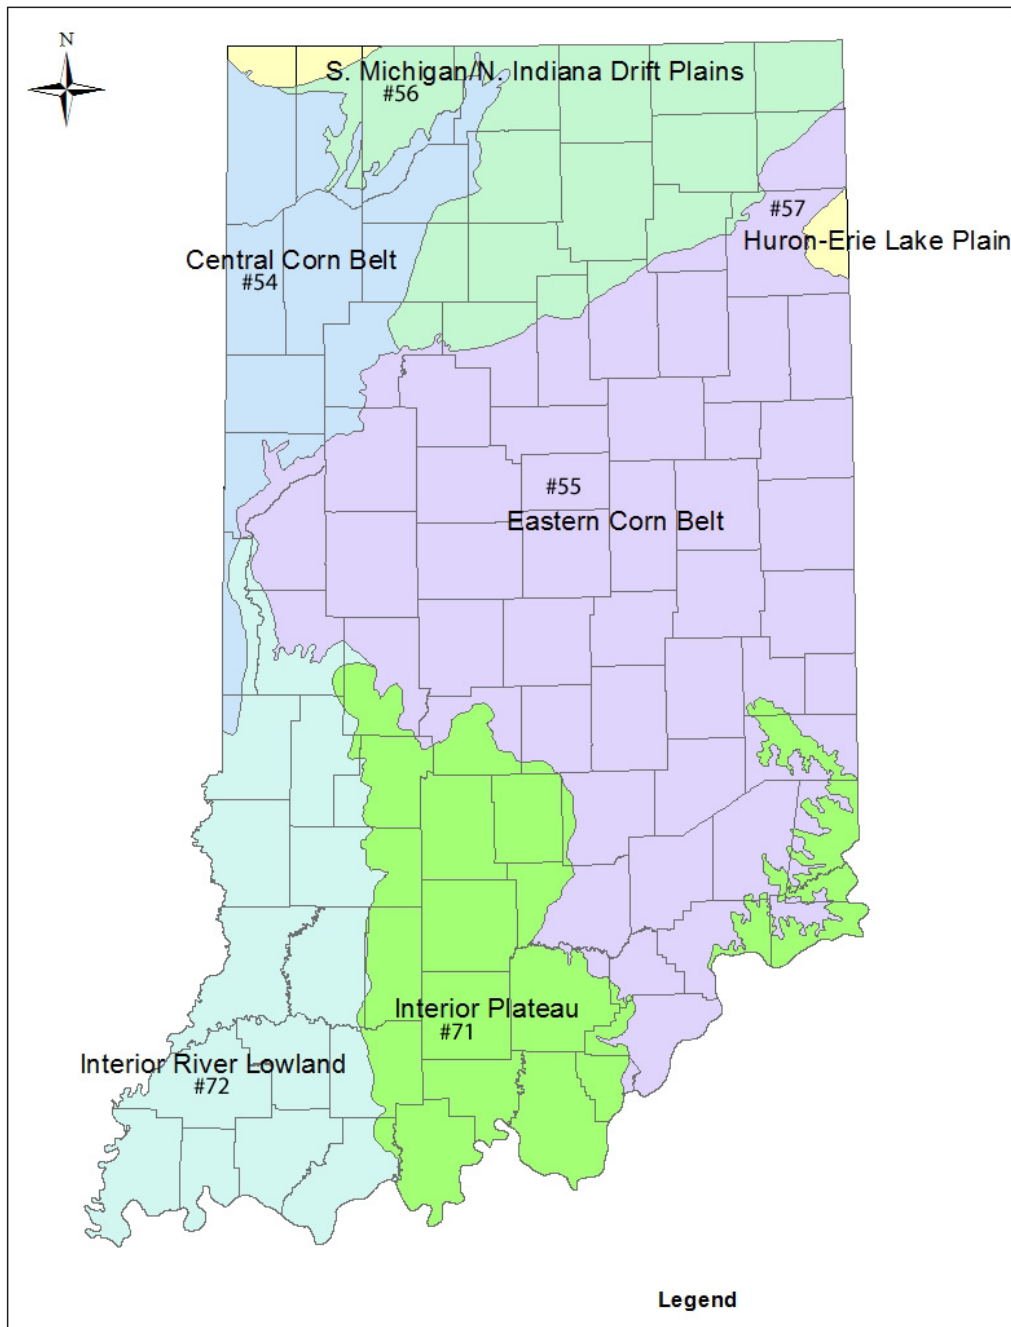 N
S. Michigan/N. Indiana Drift Plains
#56
#57
Huron-Erie Lake Plain
Central Corn Belt
#54
#55
Eastern Corn Belt
Interior Plateau
#71
Interior River Lowland
#72
Legend